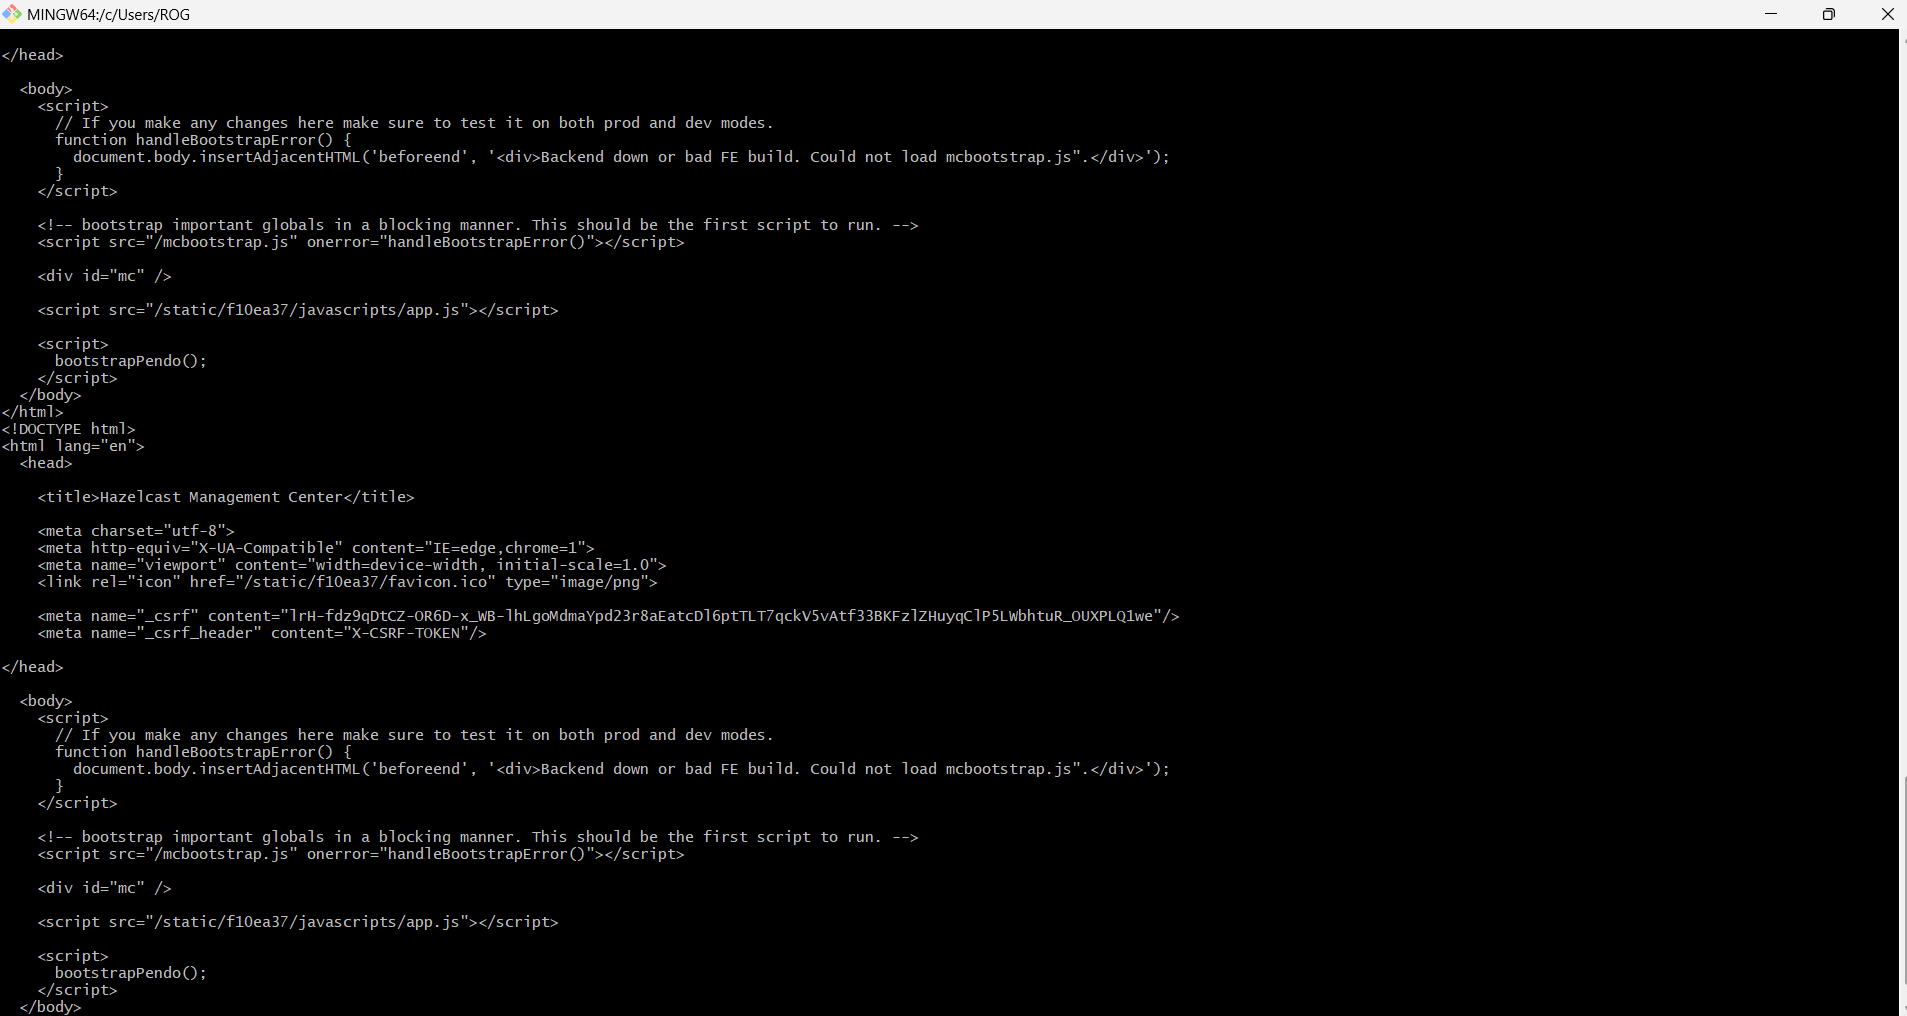 MINGW64:/c/Users/ROG
</head>
<body>
<script>
// If you make any changes here make sure to test it on both prod and dev modes.
function handleBootstrapError() {
document.body.insertAdjacentHTML('beforeend', '<div>Backend down or bad FE build. Could not load mcbootstrap.js".</div>');
}
</script>
<!-- bootstrap important globals in a blocking manner. This should be the first script to run. -->
<script src="/mcbootstrap.js" onerror="handleBootstrapError()"></script>
<div id="mc" />
<script src="/static/f10ea37/javascripts/app.js"></script>
<script>
bootstrapPendo();
</script>
</body>
</html>
<!DOCTYPE html>
<html lang="en">
<head>
<title>Hazelcast Management Center</title>
<meta charset="utf-8">
<meta http-equiv="X-UA-Compatible" content="IE=edge,chrome=1">
<meta name="viewport" content="width=device-width, initial-scale=1.0">
<link rel="icon" href="/static/f10ea37/favicon.ico" type="image/png">
<meta name="_csrf" content="lrH-fdz9qDtCZ-OR6D-x_WB-lhLgoMdmaYpd23r8aEatcDl6ptTLT7qckV5vAtf33BKFzlZHuyqClP5LWbhtuR_OUXPLQ1we"/>
<meta name="_csrf_header" content="X-CSRF-TOKEN"/>
</head>
<body>
<script>
// If you make any changes here make sure to test it on both prod and dev modes.
function handleBootstrapError() {
document.body.insertAdjacentHTML('beforeend', '<div>Backend down or bad FE build. Could not load mcbootstrap.js".</div>');
}
</script>
<!-- bootstrap important globals in a blocking manner. This should be the first script to run. -->
<script src="/mcbootstrap.js" onerror="handleBootstrapError()"></script>
<div id="mc" />
<script src="/static/f10ea37/javascripts/app.js"></script>
<script>
bootstrapPendo();
</script>
</body>